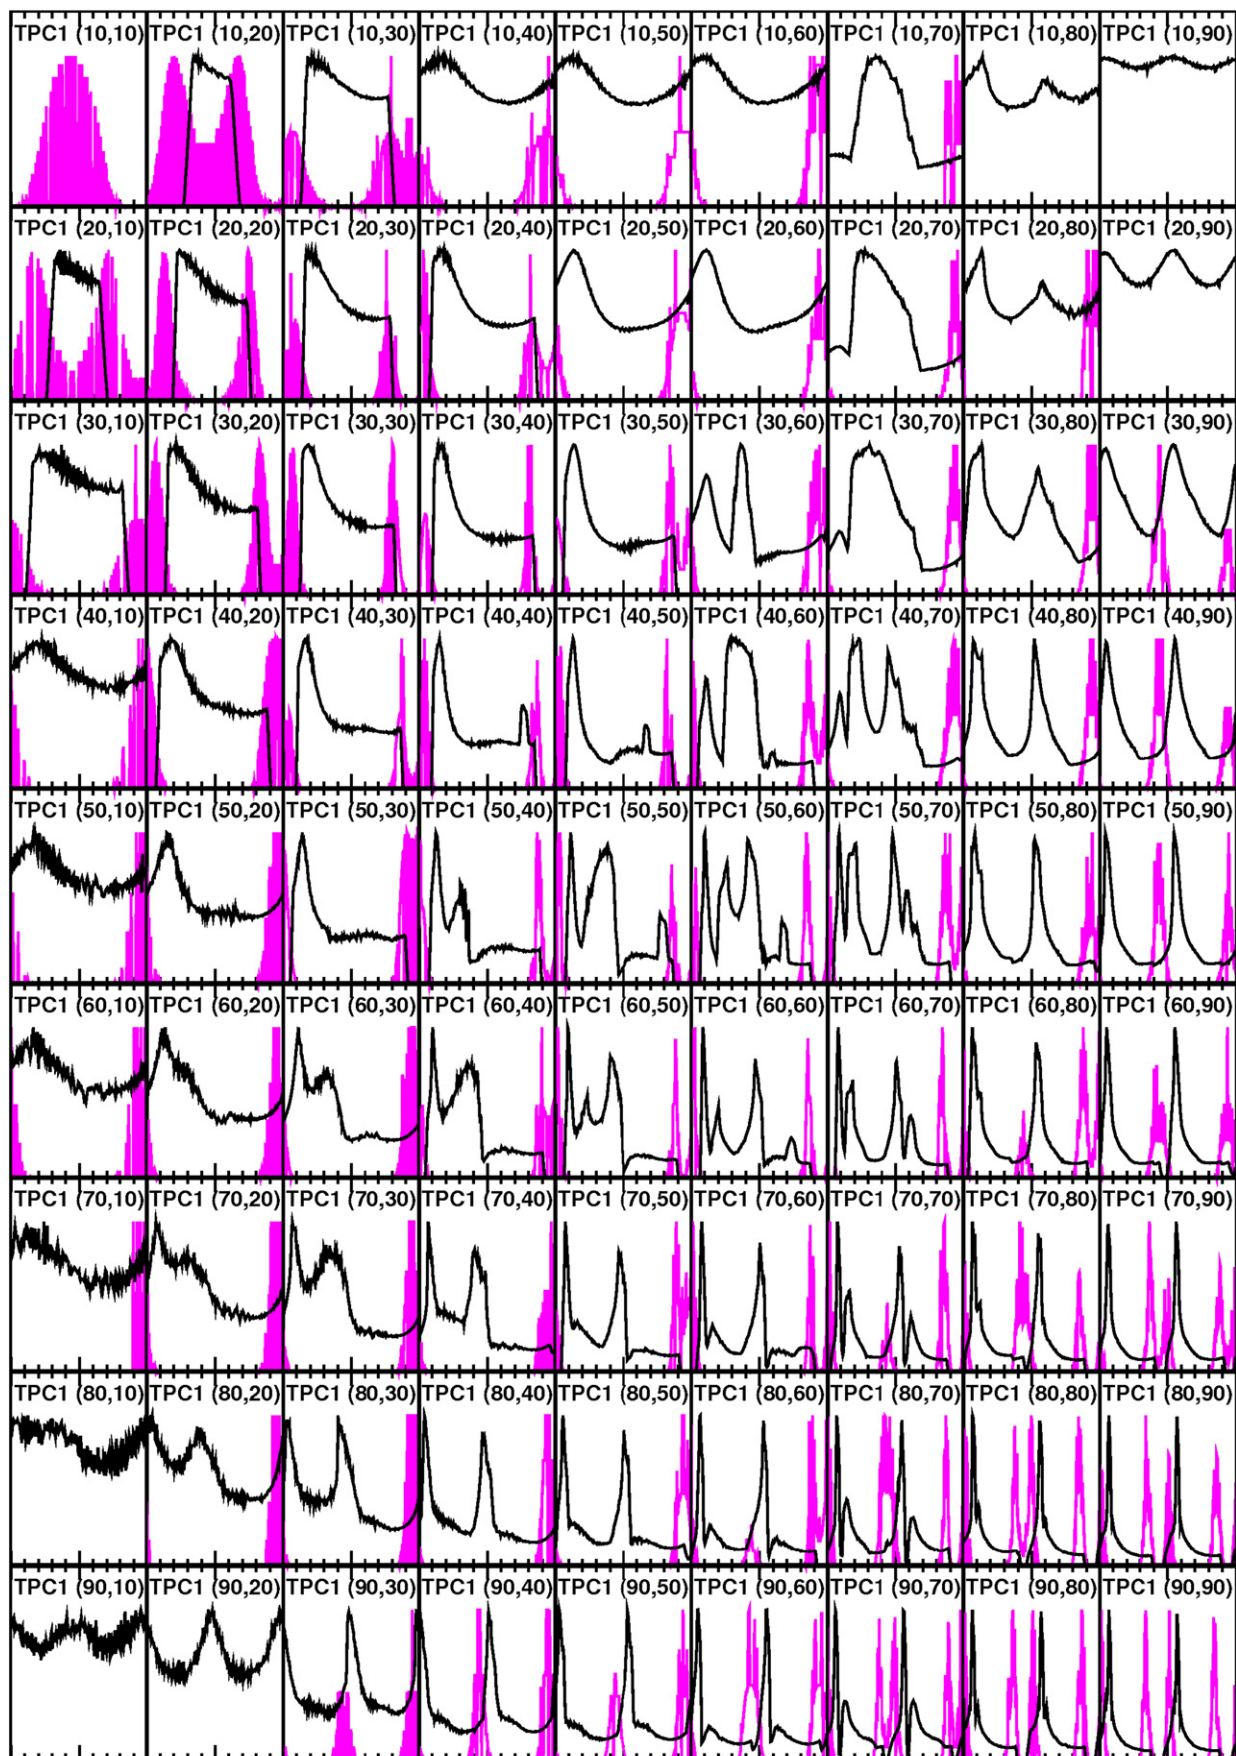 TPC1 (10,10) TPC1 (10,20) TPC1 (10,30) TPC1 (10,40) TPC1 (10,50) TPC1 (10,60) TPC1 (10,70) TPC1 (10,80) TPC1 (10,90)
TPC1 (20,10) TPC1 (20,20) TPC1 (20,30) TPC1 (20,40) TPC1 (20,50) TPC1 (20,60) TPC1 (20,70) TPC1 (20,80) TPC1 (20,90)
TPC1 (30,10) TPC1 (30,20) TPC1 (30,30) TPC1 (30,40) TPC1 (30,50) TPC1 (30,60) TPC1 (30,70) TPC1 (30,80) TPC1 (30,90)
TPC1 (40,10) TPC1 (40,20) TPC1 (40,30) TPC1 (40,40) TPC1 (40,50) TPC1 (40,60) TPC1 (40,70) TPC1 (40,80) TPC1 (40,90)
TPC1 (50,10) TPC1 (50,20) TPC1 (50,30) TPC1 (50,40) TPC1 (50,50) TPC1 (50,60) TPC1 (50,70) TPC1 (50,80) TPC1 (50,90)
TPC1 (60,10) TPC1 (60,20) TPC1 (60,30) TPC1 (60,40) TPC1 (60,50) TPC1 (60,60) TPC1 (60,70) TPC1 (60,80) TPC1 (60,90)
TPC1 (70,10) TPC1 (70,20) TPC1 (70,30) TPC1 (70,40) TPC1 (70,50) TPC1 (70,60) TPC1 (70,70) TPC1 (70,80) TPC1 (70,90)
TPC1 (80,10) TPC1 (80,20) TPC1 (80,30) TPC1 (80,40) TPC1 (80,50) TPC1 (80,60) TPC1 (80,70) TPC1 (80,80) TPC1 (80,90)
TPC1 (90,10) TPC1 (90,20) TPC1 (90,30) TPC1 (90,40) TPC1 (90,50) TPC1 (90,60) TPC1 (90,70) TPC1 (90,80) TPC1 (90,90)